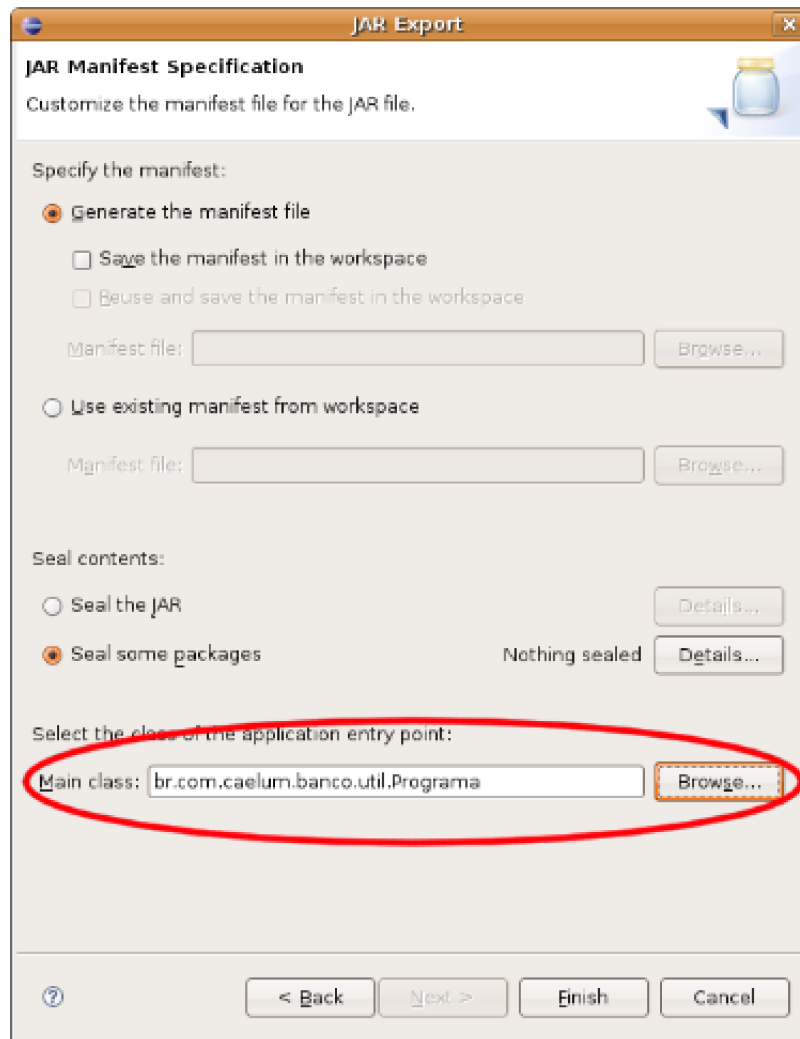 JAR Export
JAR Manifest Specification
Customize the manifest file for the JAR file.
Specify the manifest:
Generate the manifest file
Save the manifest in the workspace
Reuse and save the manifest in the workspace
Manifest file:
Browse...
Use existing manifest from workspace
Manifest file:
Browse...
Seal contents:
Seal the JAR
Details...
Seal some packages
Nothing sealed
Details...
Select the class of the application entry point:
Main class:
br.com.caelum.banco.util.Programa
Browse...
?
< Back
Next >
Finish
Cancel